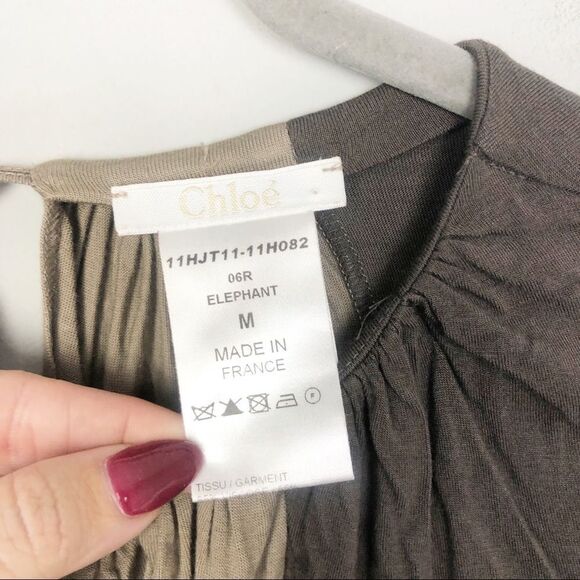 Chloé
11HJT11-11H082
06R
ELEPHANT
M
MADE IN
FRANCE
TISSU / GARMENT